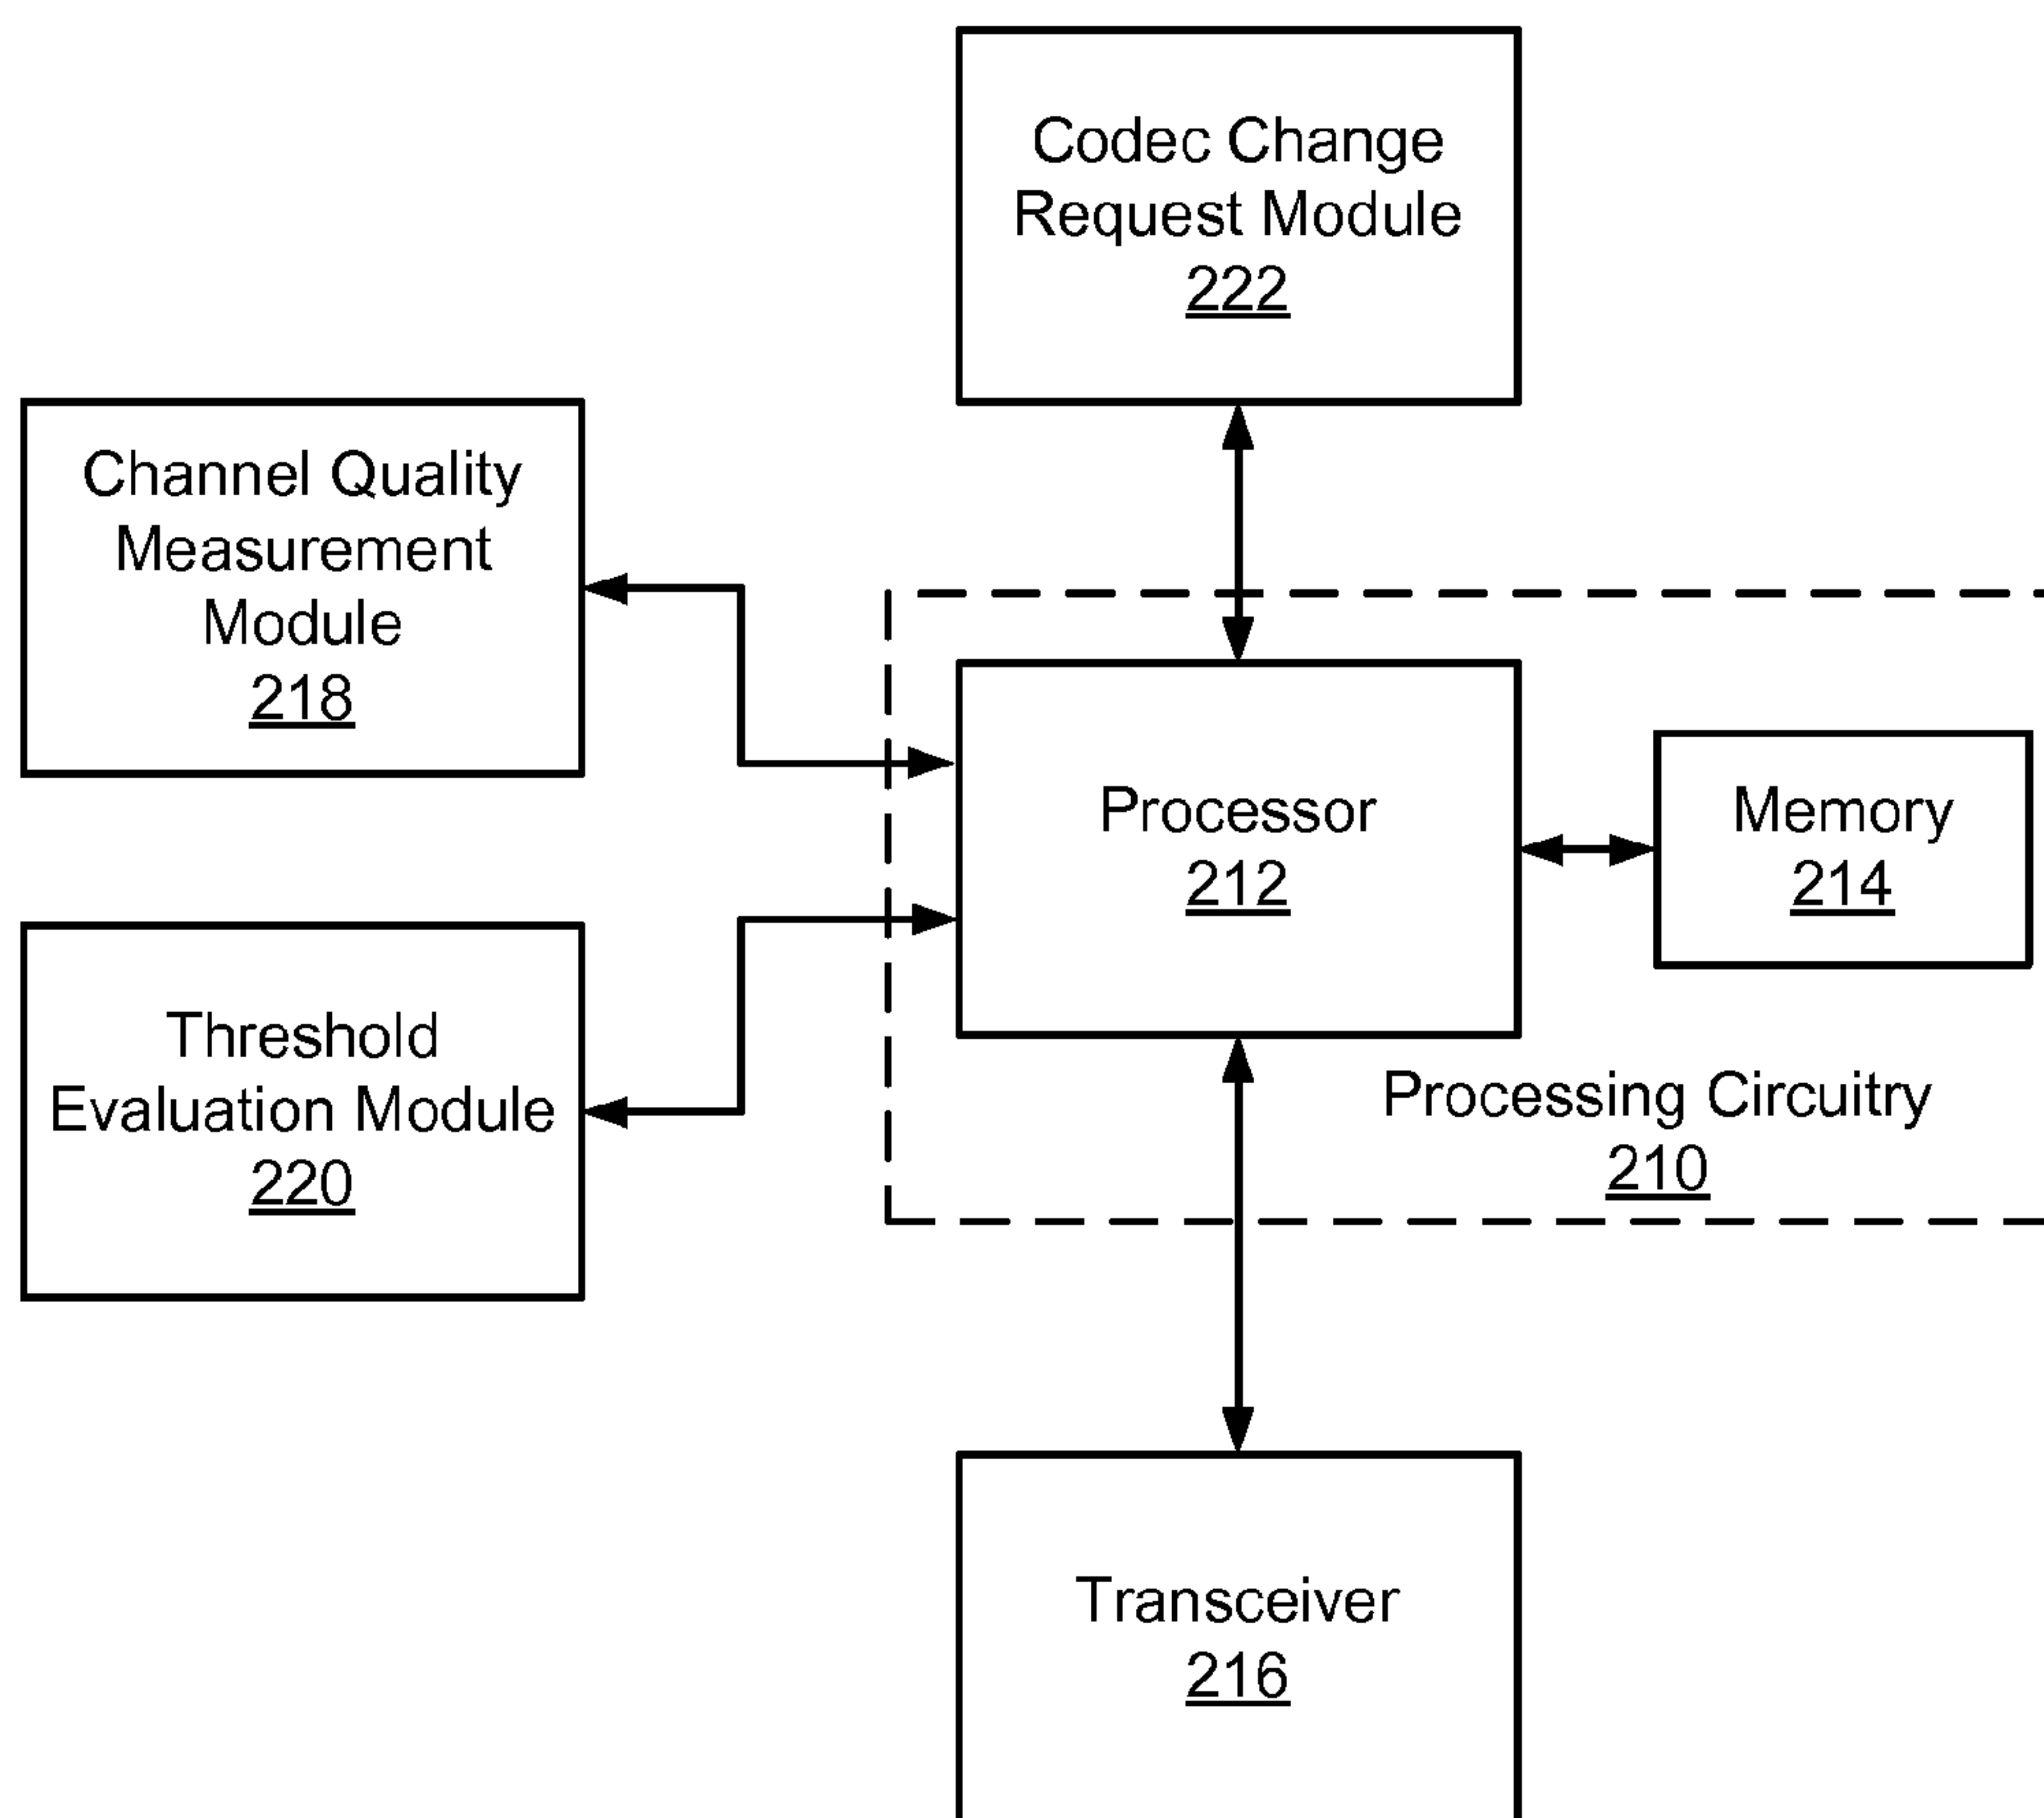 Codec Change
Request Module
222
Channel Quality
Measurement
Module
218
Processor
212
Memory
214
Threshold
Evaluation Module
220
Processing Circuitry
210
Transceiver
216